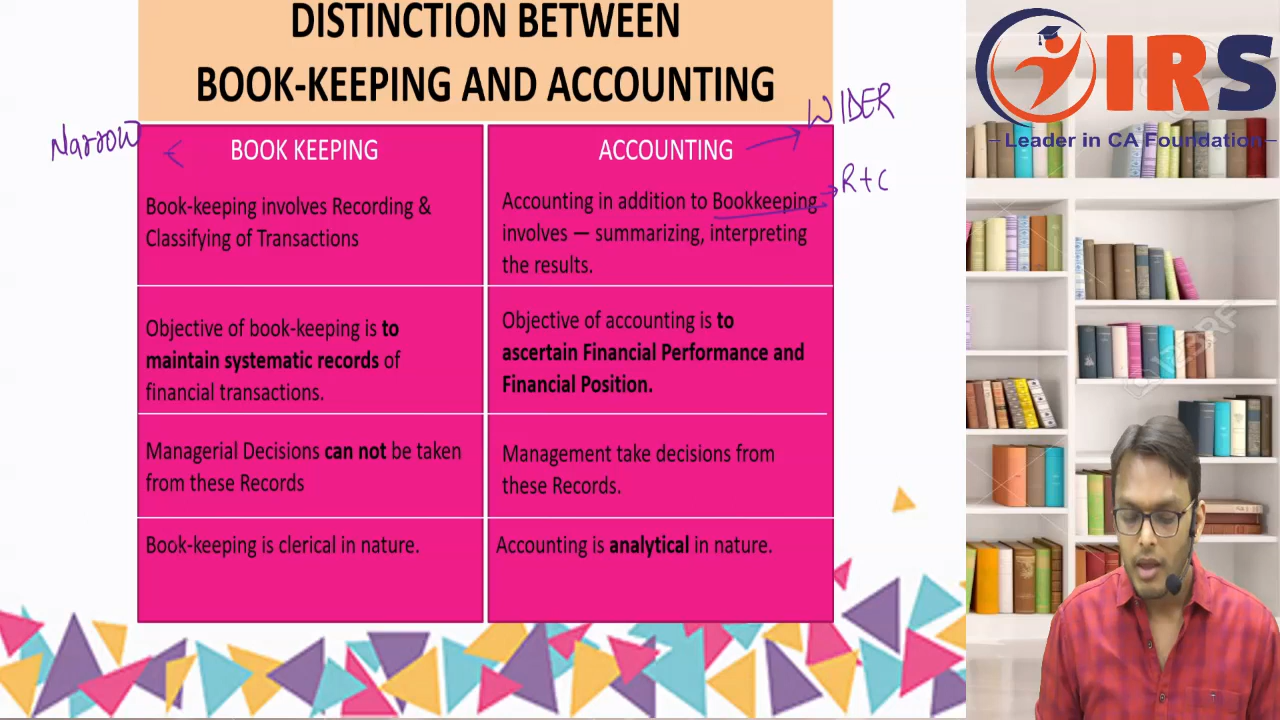 DISTINCTION BETWEEN
BOOK-KEEPING AND ACCOUNTING
Narrow
BOOK KEEPING
ACCOUNTING
WIDER
Book-keeping involves Recording &
Classifying of Transactions
Accounting in addition to Bookkeeping
involves — summarizing, interpreting
the results.
R+C
Objective of book-keeping is to
maintain systematic records of
financial transactions.
Objective of accounting is to
ascertain Financial Performance and
Financial Position.
Managerial Decisions can not be taken
from these Records
Management take decisions from
these Records.
Book-keeping is clerical in nature.
Accounting is analytical in nature.
IRS
- Leader in CA Foundation -
123RF